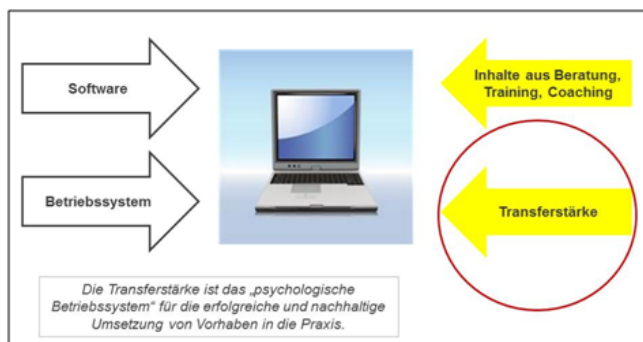 Software
Inhalte aus Beratung,
Training, Coaching
Betriebssystem
Transferstärke
Die Transferstärke ist das „psychologische
Betriebssystem“ für die erfolgreiche und nachhaltige
Umsetzung von Vorhaben in die Praxis.